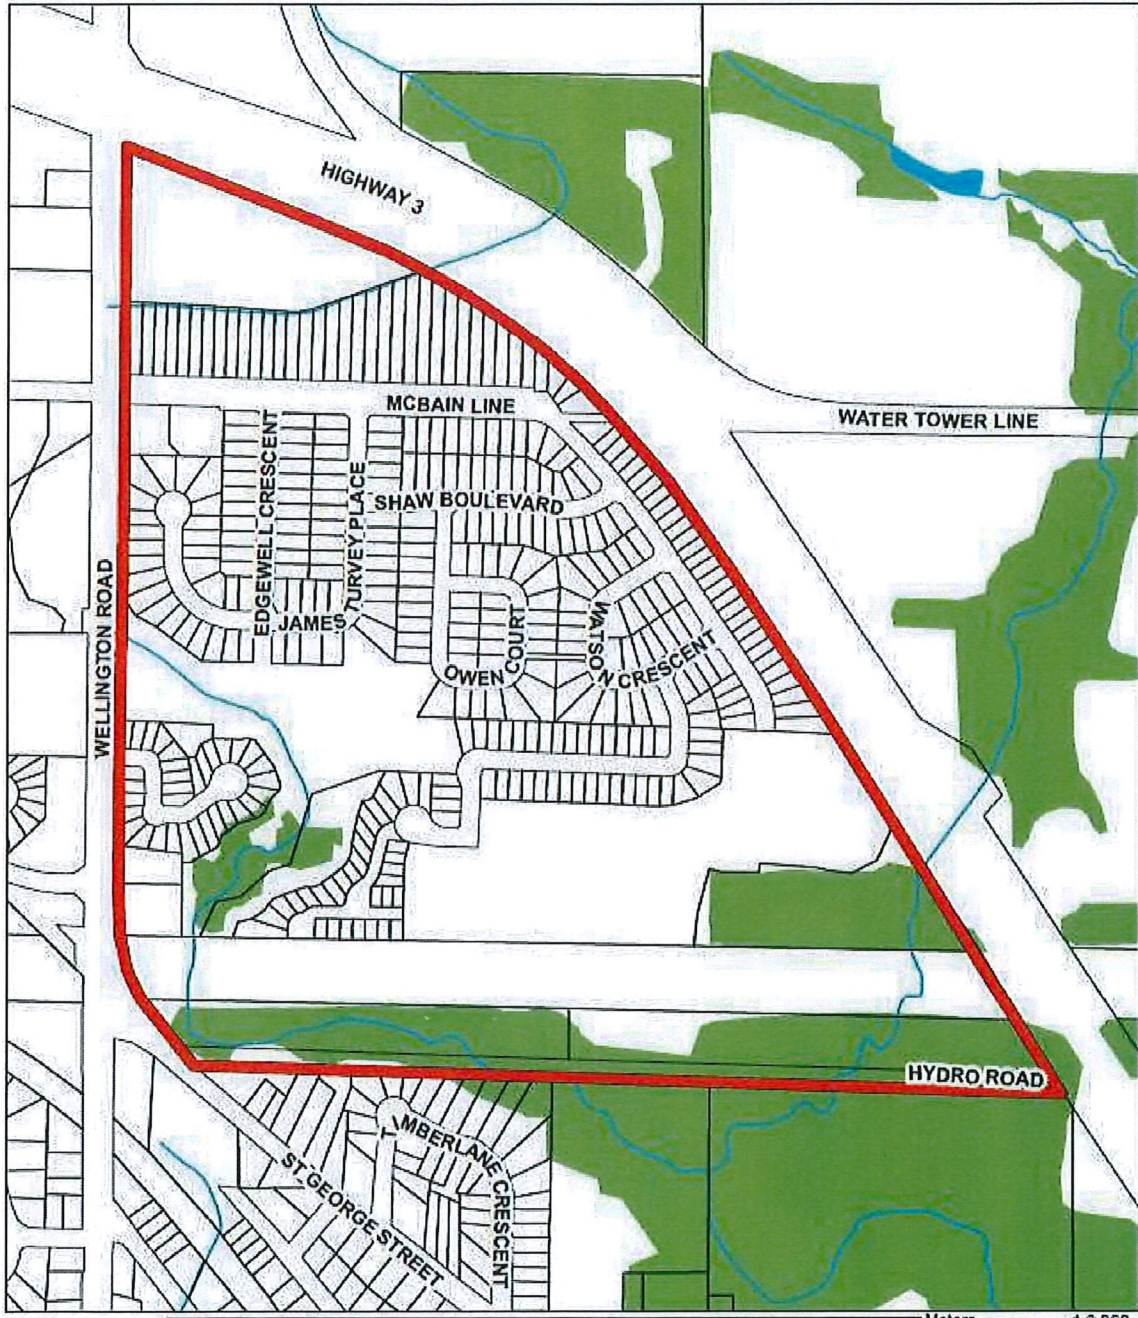 HIGHWAY 3
MCBAIN LINE
WATER TOWER LINE
EDGEWELL CRESCENT
TURVEY PLACE
SHAW BOULEVARD
WELLINGTON ROAD
JAMES
OWEN COURT
WATSON CRESCENT
HYDRO ROAD
TIMBERLANE CRESCENT
ST. GEORGE STREET
Meters